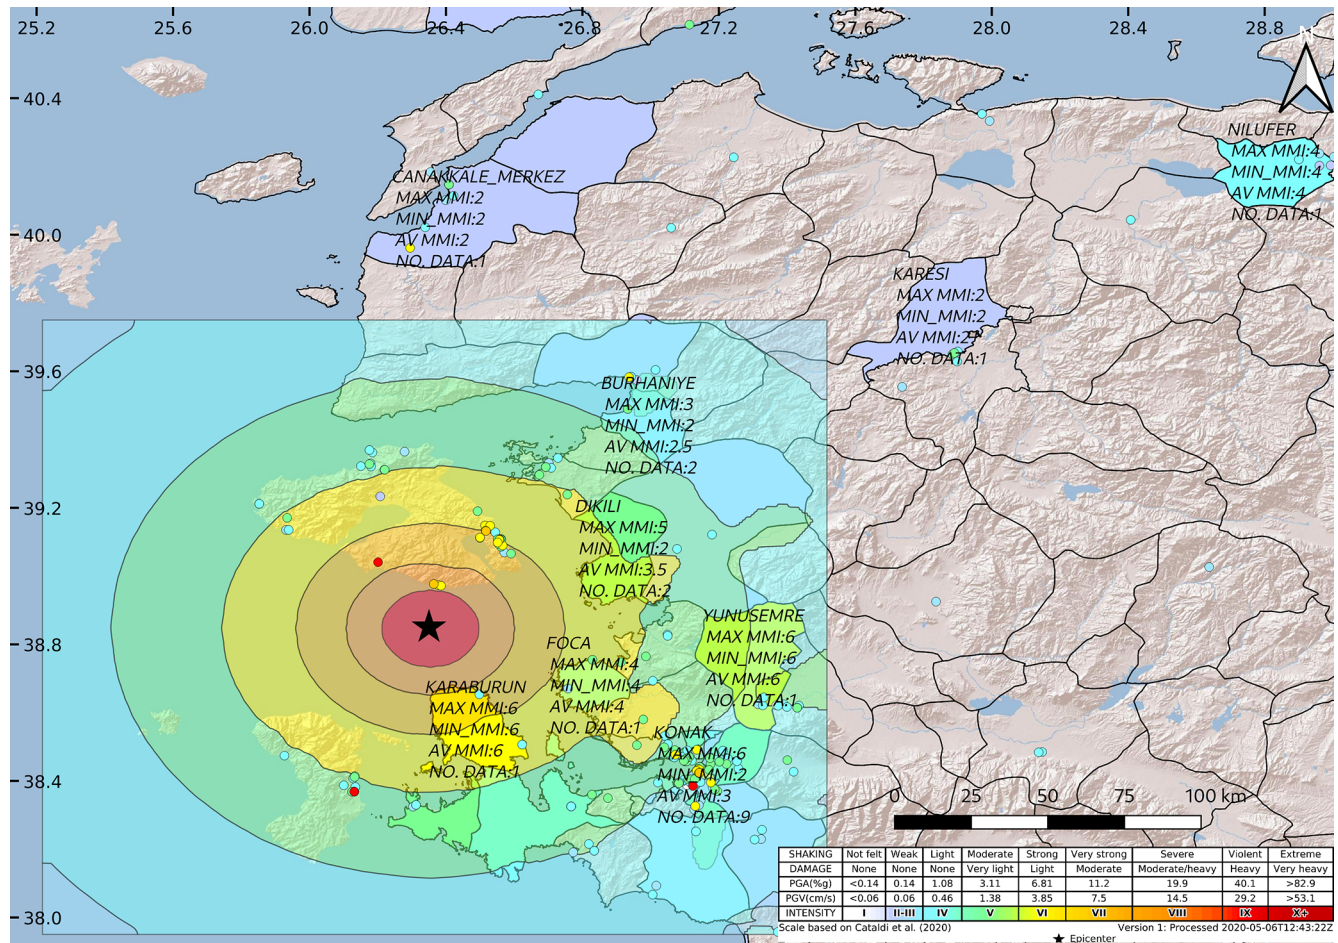 25.2 25.6 26.0 26.4 26.8 27.2 27.6 28.0 28.4 28.8
N
40.4
40.0
39.6
39.2
38.8
38.4
38.0
NILUFER
MAX MMI:4
MIN_MMI:4
AV MMI:4
NO. DATA:1
CANAKKALE_MERKEZ
MAX MMI:2
MIN_MMI:2
AV MMI:2
NO. DATA:1
KARESI
MAX MMI:2
MIN_MMI:2
AV MMI:2
NO. DATA:1
BURHANIYE
MAX MMI:3
MIN_MMI:2
AV MMI:2.5
NO. DATA:2
DIKILI
MAX MMI:5
MIN_MMI:2
AV MMI:3.5
NO. DATA:2
YUNUSEMRE
MAX MMI:6
MIN_MMI:6
AV MMI:6
NO. DATA:1
FOCA
MAX MMI:4
MIN_MMI:4
AV MMI:4
NO. DATA:1
KARABURUN
MAX MMI:6
MIN_MMI:6
AV MMI:6
NO. DATA:1
KONAK
MAX MMI:6
MIN_MMI:2
AV MMI:3
NO. DATA:9
0 25 50 75 100 km
SHAKING Not felt Weak Light Moderate Strong Very strong Severe Violent Extreme
DAMAGE None None None Very light Light Moderate Moderate/heavy Heavy Very heavy
PGA(%g) <0.14 0.14 1.08 3.11 6.81 11.2 19.9 40.1 >82.9
PGV(cm/s) <0.06 0.06 0.46 1.38 3.85 7.5 14.5 29.2 >53.1
INTENSITY I II-III IV V VI VII VIII IX X+
Scale based on Cataldi et al. (2020) Version 1: Processed 2020-05-06T12:43:22Z
Epicenter